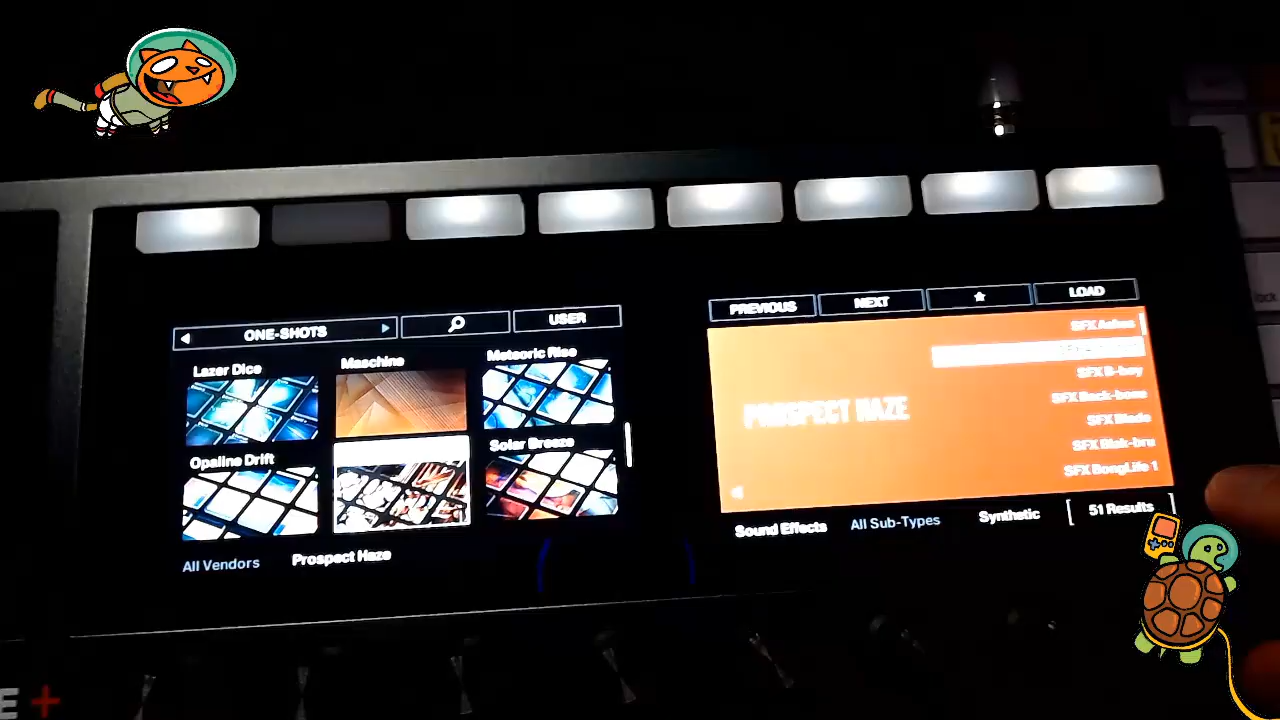 ONE-SHOTS
USER
Lazer Dice
Maschine
Meteoric Rise
Opaline Drift
Solar Breeze
All Vendors
Prospect Haze
PREVIOUS
NEXT
LOAD
PROSPECT HAZE
SFX Ashes
SFX B-boy
SFX Back-bone
SFX Blade
SFX Blak-bru
SFX BongLife 1
Sound Effects
All Sub-Types
Synthetic
51 Results
E+